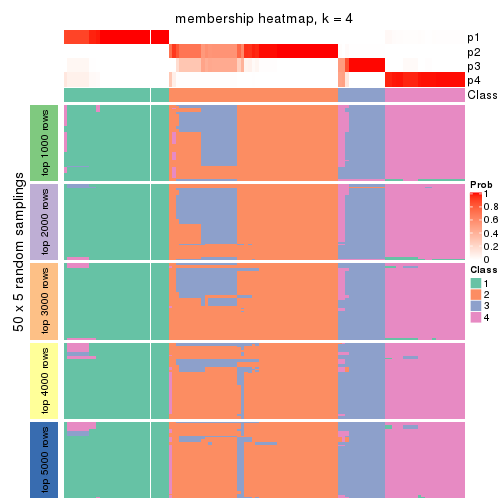 membership heatmap, k = 4
p1
p2
p3
p4
Class
50 x 5 random samplings
top 1000 rows
top 2000 rows
top 3000 rows
top 4000 rows
top 5000 rows
Prob
1
0.8
0.6
0.4
0.2
0
Class
1
2
3
4